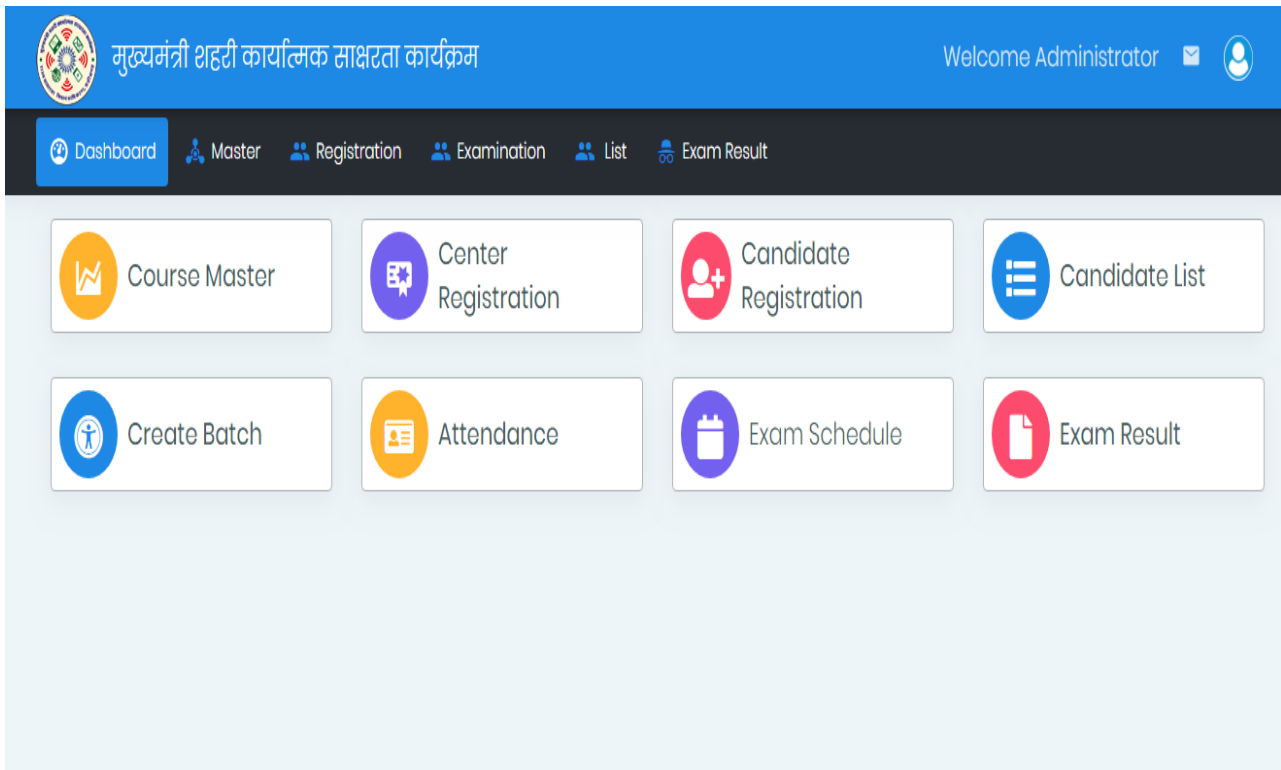 मुख्यमंत्री शहरी कार्यात्मक साक्षरता कार्यक्रम
Welcome Administrator
Dashboard Master Registration Examination List Exam Result
Course Master
Center
Registration
Candidate
Registration
Candidate List
Create Batch
Attendance
Exam Schedule
Exam Result